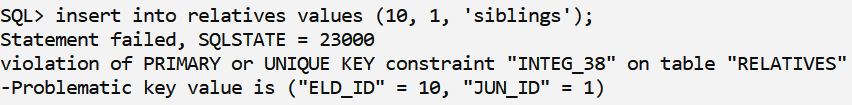 SQL> insert into relatives values (10, 1, 'siblings');
Statement failed, SQLSTATE = 23000
violation of PRIMARY or UNIQUE KEY constraint "INTEG_38" on table "RELATIVES"
-Problematic key value is ("ELD_ID" = 10, "JUN_ID" = 1)